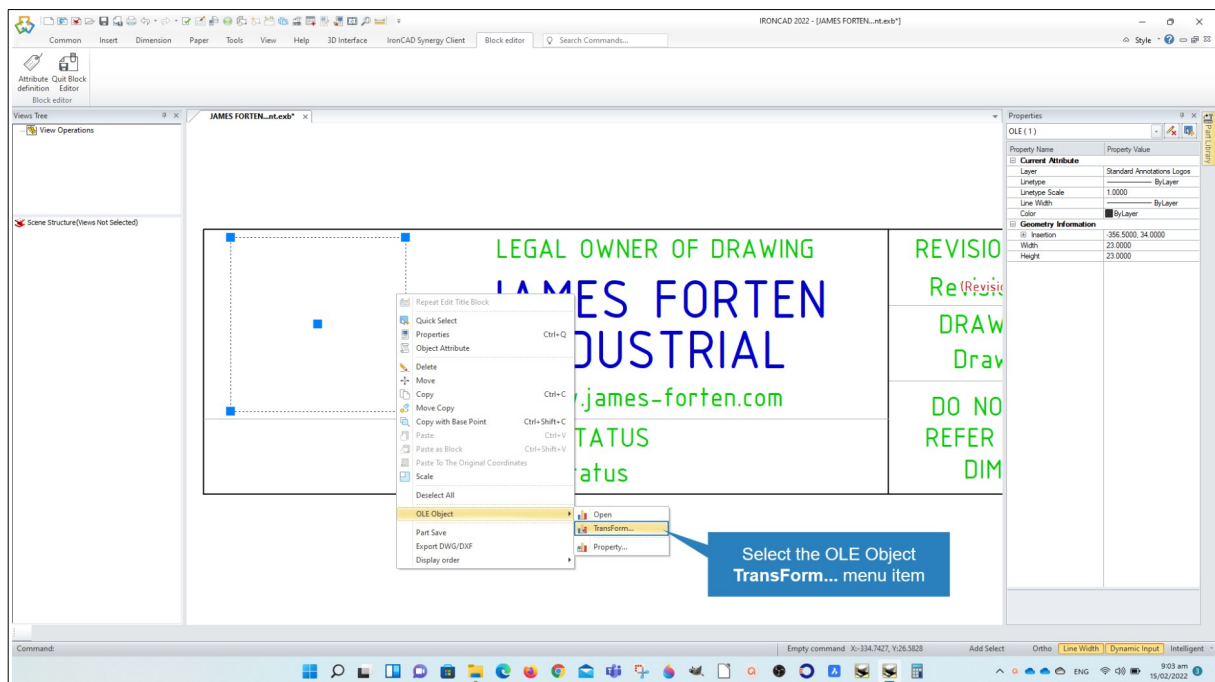 IRONCAD 2022 - [JAMES FORTEN...nt.exb*]
Common Insert Dimension Paper Tools View Help 3D Interface IronCAD Synergy Client Block editor Search Commands... Style
Attribute definition
Quit Block Editor
Block editor
Views Tree
View Operations
Scene Structure(Views Not Selected)
JAMES FORTEN...nt.exb*
LEGAL OWNER OF DRAWING
JAMES FORTEN
DUSTRIAL
.james-forten.com
TATUS
atus
REVISIO
(Revisio
DRAW
Draw
DO NO
REFER
DIM
Repeat Edit Title Block
Quick Select
Properties Ctrl+Q
Object Attribute
Delete
Move
Copy Ctrl+C
Move Copy
Copy with Base Point Ctrl+Shift+C
Paste Ctrl+V
Paste as Block Ctrl+Shift+V
Paste To The Original Coordinates
Scale
Deselect All
OLE Object
Part Save
Export DWG/DXF
Display order
Open
TransForm...
Property...
Select the OLE Object
TransForm... menu item
Properties
OLE ( 1 )
Property Name Property Value
Current Attribute
Layer Standard Annotations Logos
Linetype ByLayer
Linetype Scale 1.0000
Line Width ByLayer
Color ByLayer
Geometry Information
Insertion -356.5000, 34.0000
Width 23.0000
Height 23.0000
Part Library
Command:
Empty command X:-334.7427, Y:26.5828 Add Select Ortho Line Width Dynamic Input Intelligent
ENG 9:03 am
15/02/2022